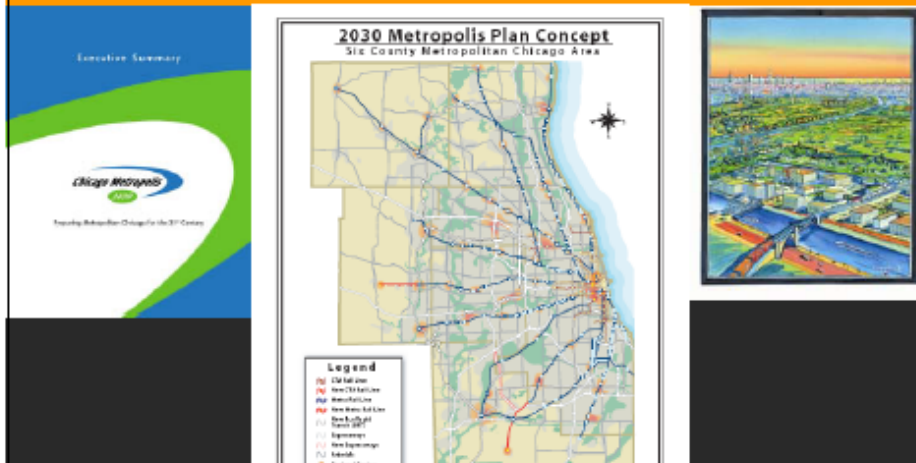 Executive Summary
Chicago Metropolis
2020
Preparing Metropolitan Chicago for the 21st Century
2030 Metropolis Plan Concept
Six County Metropolitan Chicago Area
Legend
CTA Rail Line
New CTA Rail Line
Metra Rail Line
New Metra Rail Line
Expressways
New Expressways